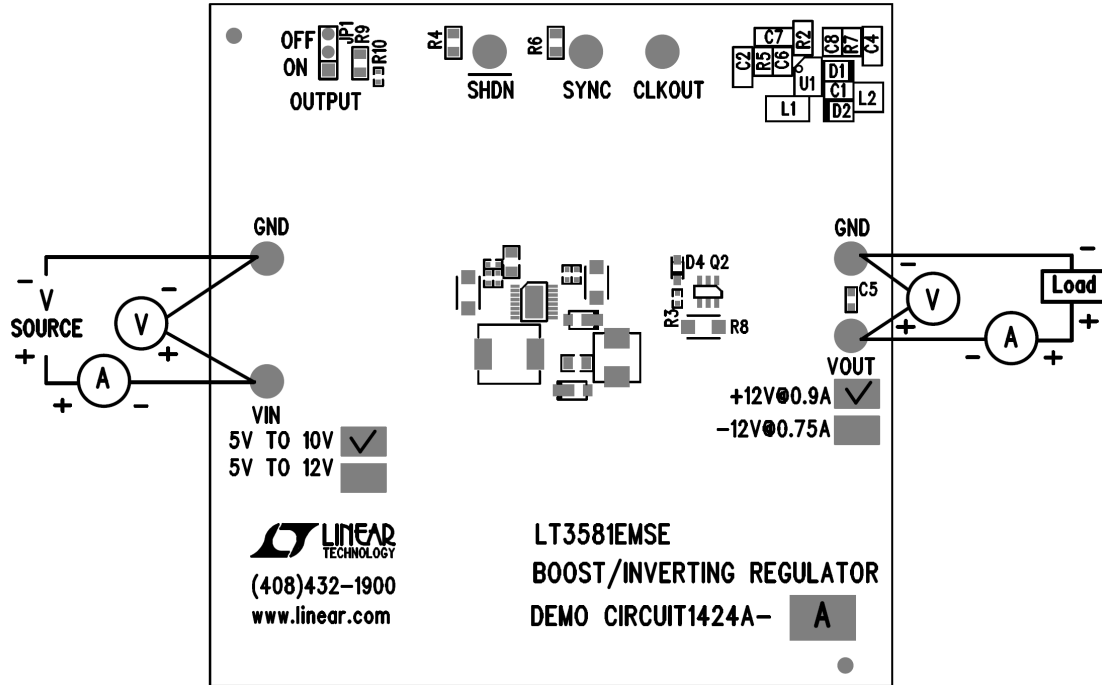 OFF
ON
JP1
R9
R10
OUTPUT
R4
SHDN
R6
SYNC
CLKOUT
C2
C7
R5
C6
R2
U1
L1
C8
R7
C4
D1
C1
D2
L2
GND
-
V
SOURCE
+
-
V
+
A
+
-
VIN
5V TO 10V ✓
5V TO 12V
D4 Q2
R3
R8
GND
C5
-
V
+
-
Load
+
A
-
+
VOUT
+12V@0.9A ✓
-12V@0.75A
LINEAR
TECHNOLOGY
(408)432-1900
www.linear.com
LT3581EMSE
BOOST/INVERTING REGULATOR
DEMO CIRCUIT1424A- A